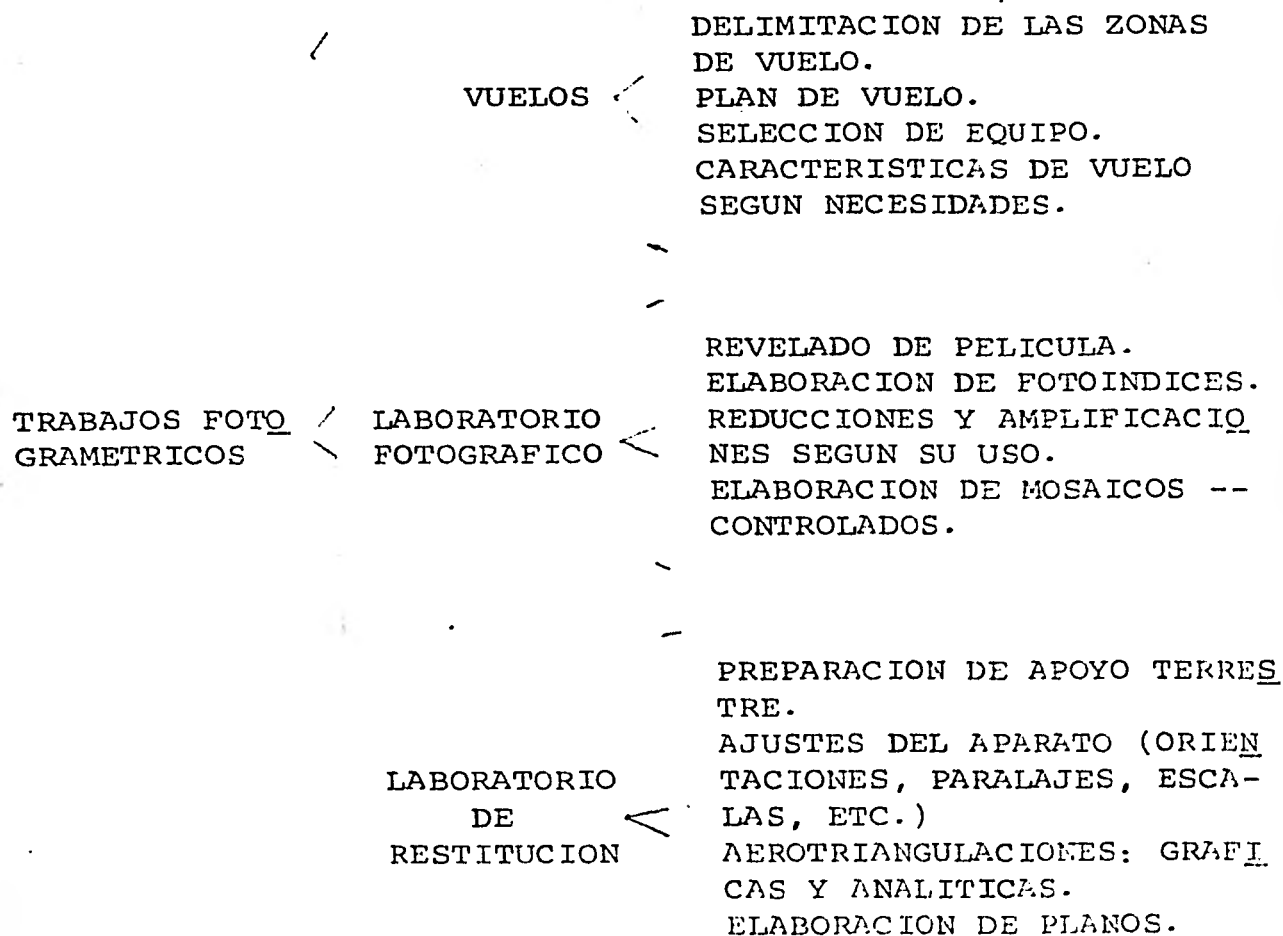 DELIMITACION DE LAS ZONAS
DE VUELO.
VUELOS
PLAN DE VUELO.
SELECCION DE EQUIPO.
CARACTERISTICAS DE VUELO
SEGUN NECESIDADES.
TRABAJOS FOTO
GRAMETRICOS
LABORATORIO
FOTOGRAFICO
REVELADO DE PELICULA.
ELABORACION DE FOTOINDICES.
REDUCCIONES Y AMPLIFICACIO
NES SEGUN SU USO.
ELABORACION DE MOSAICOS --
CONTROLADOS.
LABORATORIO
DE
RESTITUCION
PREPARACION DE APOYO TERRES
TRE.
AJUSTES DEL APARATO (ORIEN
TACIONES, PARALAJES, ESCA-
LAS, ETC.)
AEROTRIANGULACIONES: GRAFI
CAS Y ANALITICAS.
ELABORACION DE PLANOS.